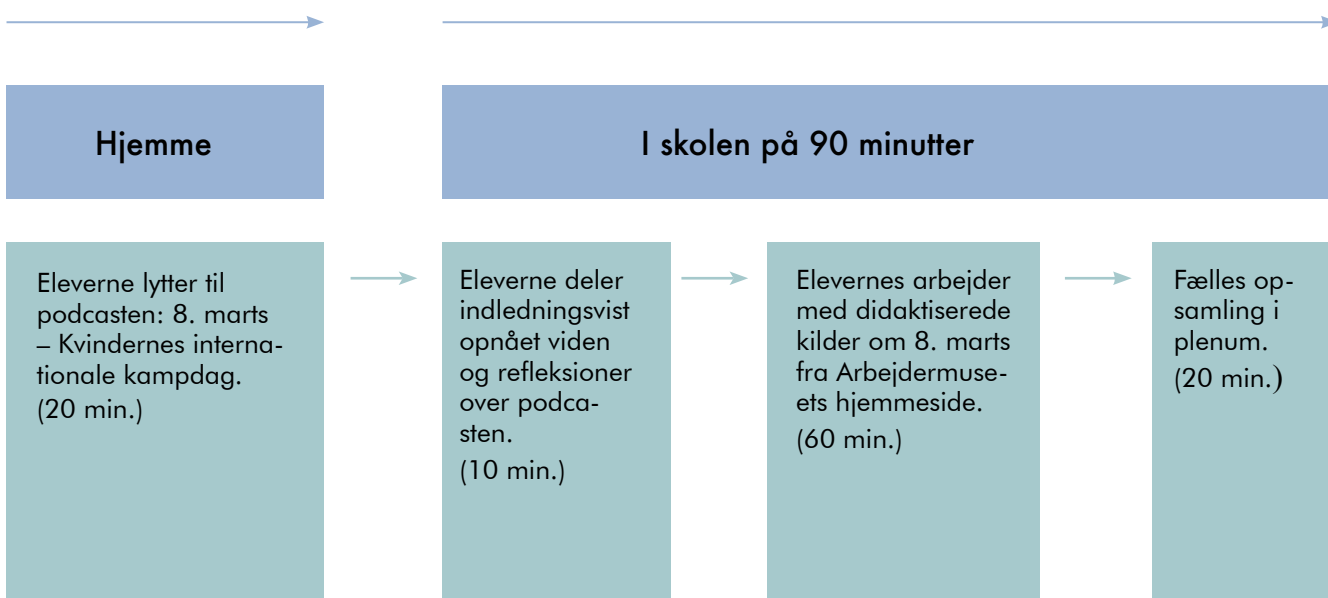 Hjemme
I skolen på 90 minutter
Eleverne lytter til
podcasten: 8. marts
– Kvindernes interna-
tionale kampdag.
(20 min.)
Eleverne deler
indledningsvist
opnået viden
og refleksioner
over podca-
sten.
(10 min.)
Elevernes arbejder
med didaktiserede
kilder om 8. marts
fra Arbejdermuse-
ets hjemmeside.
(60 min.)
Fælles op-
samling i
plenum.
(20 min.)